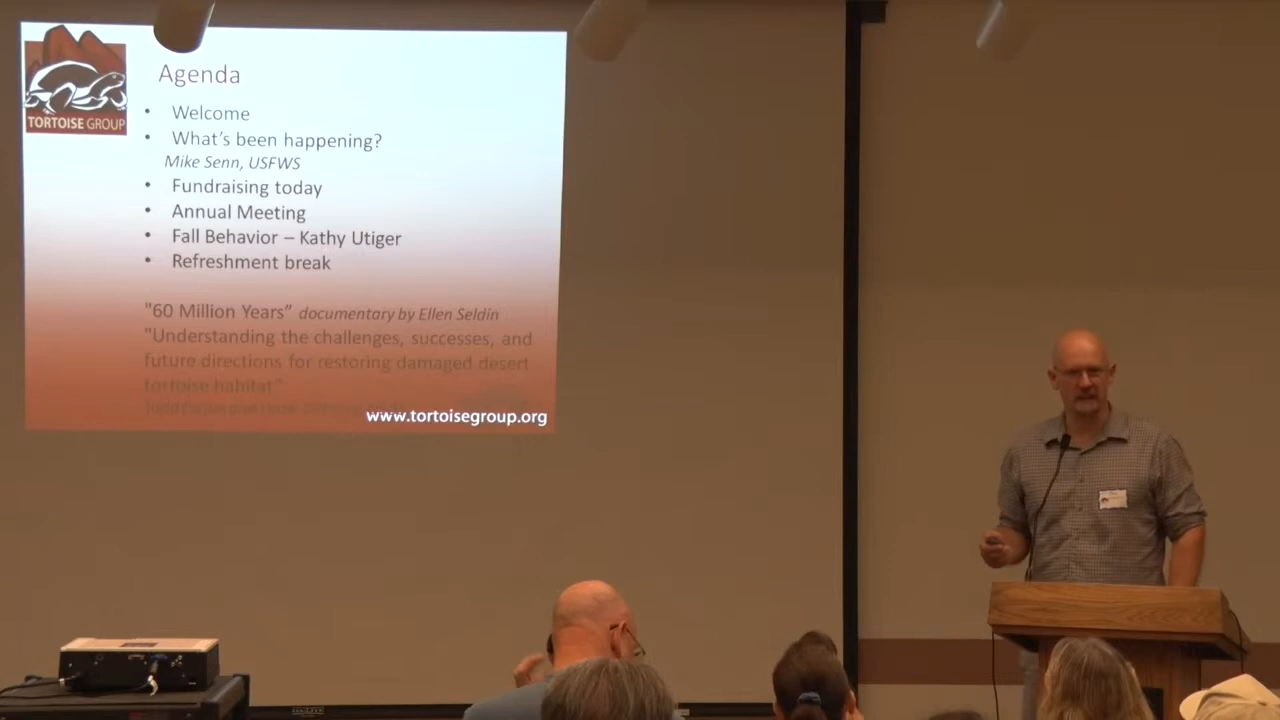 TORTOISE GROUP
Agenda
• Welcome
• What's been happening?
Mike Senn, USFWS
• Fundraising today
• Annual Meeting
• Fall Behavior – Kathy Utiger
• Refreshment break
"60 Million Years" documentary by Ellen Seldin
"Understanding the challenges, successes, and
future directions for restoring damaged desert
tortoise habitat"
www.tortoisegroup.org